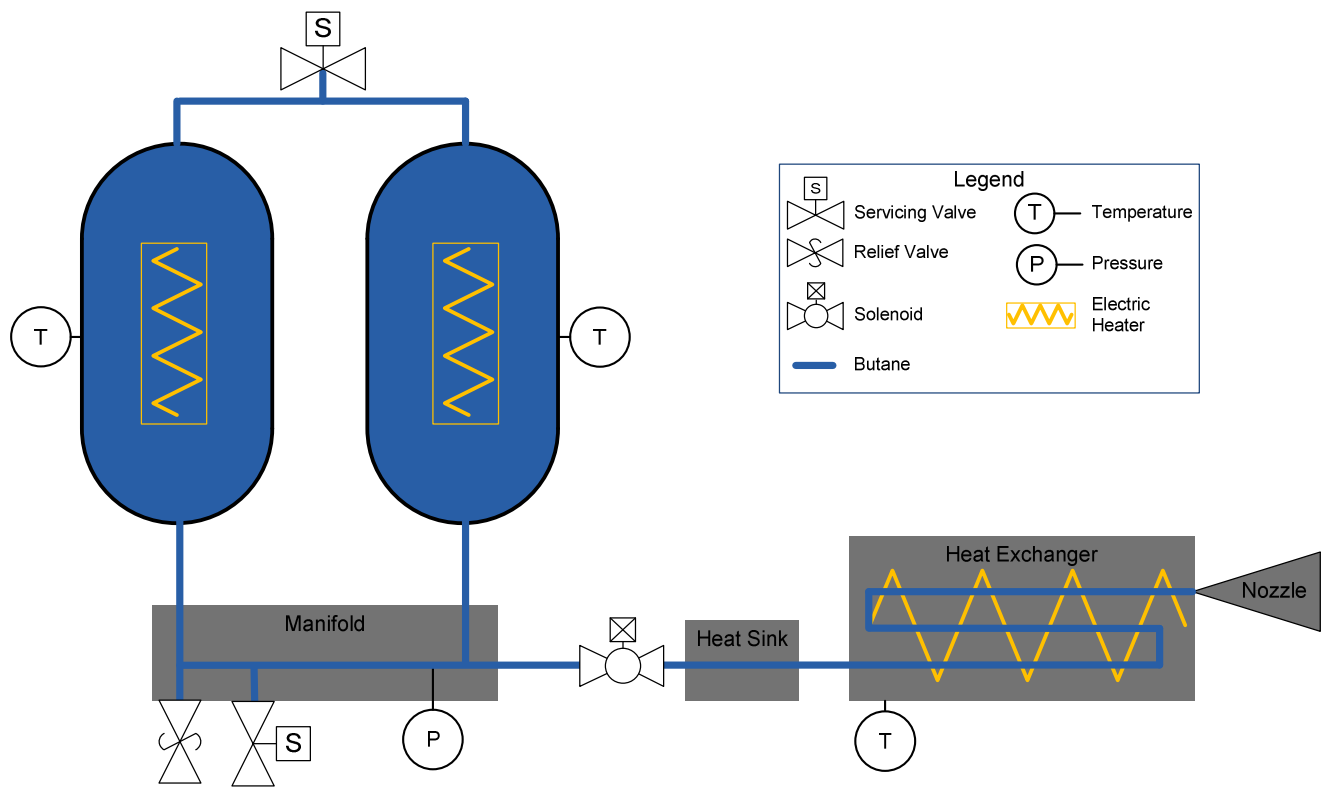 S
Legend
S
Servicing Valve
T
Temperature
Relief Valve
P
Pressure
Solenoid
Electric
Heater
Butane
T
T
Heat Exchanger
Nozzle
Manifold
Heat Sink
S
P
T